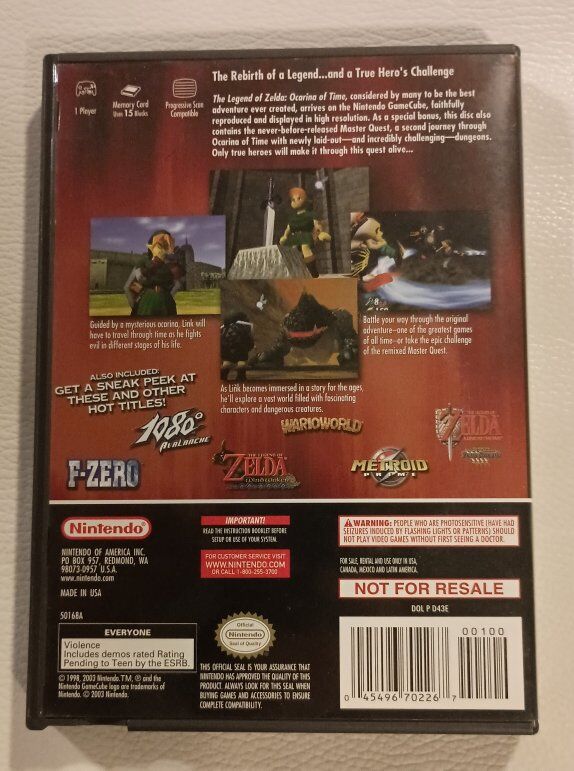 The Rebirth of a Legend...and a True Hero's Challenge
1 Player
Memory Card
Uses 15 Blocks
Progressive Scan
Compatible
The Legend of Zelda: Ocarina of Time, considered by many to be the best
adventure ever created, arrives on the Nintendo GameCube, faithfully
reproduced and displayed in high resolution. As a special bonus, this disc also
contains the never-before-released Master Quest, a second journey through
Ocarina of Time with newly laid-out—and incredibly challenging—dungeons.
Only true heroes will make it through this quest alive...
Guided by a mysterious ocarina, Link will
have to travel through time as he fights
evil in different stages of his life.
Battle your way through the original
adventure—one of the greatest games
of all time—or take the epic challenge
of the remixed Master Quest.
As Link becomes immersed in a story for the ages,
he'll explore a vast world filled with fascinating
characters and dangerous creatures.
ALSO INCLUDED:
GET A SNEAK PEEK AT
THESE AND OTHER
HOT TITLES!
1080°
AVALANCHE
WARIOWORLD
THE LEGEND OF
ZELDA
F-ZERO
THE LEGEND OF
ZELDA
METROID
PRIME
Nintendo
NINTENDO OF AMERICA INC.
PO BOX 957, REDMOND, WA
98073-0957 U.S.A.
www.nintendo.com
MADE IN USA
50168A
IMPORTANT!
READ THE INSTRUCTION BOOKLET BEFORE
SETUP OR USE OF YOUR SYSTEM.
FOR CUSTOMER SERVICE VISIT
WWW.NINTENDO.COM
OR CALL 1-800-255-3700
WARNING: PEOPLE WHO ARE PHOTOSENSITIVE (HAVE HAD
SEIZURES INDUCED BY FLASHING LIGHTS OR PATTERNS) SHOULD
NOT PLAY VIDEO GAMES WITHOUT FIRST SEEING A DOCTOR.
FOR SALE, RENTAL AND USE ONLY IN USA,
CANADA, MEXICO AND LATIN AMERICA.
NOT FOR RESALE
DOL P D43E
EVERYONE
Violence
Includes demos rated Rating
Pending to Teen by the ESRB.
© 1998, 2003 Nintendo. TM, ® and the
Nintendo GameCube logo are trademarks of
Nintendo. © 2003 Nintendo.
Official
Nintendo
Seal of Quality
THIS OFFICIAL SEAL IS YOUR ASSURANCE THAT
NINTENDO HAS APPROVED THE QUALITY OF THIS
PRODUCT. ALWAYS LOOK FOR THIS SEAL WHEN
BUYING GAMES AND ACCESSORIES TO ENSURE
COMPLETE COMPATIBILITY.
00100
0 45496 70226 7